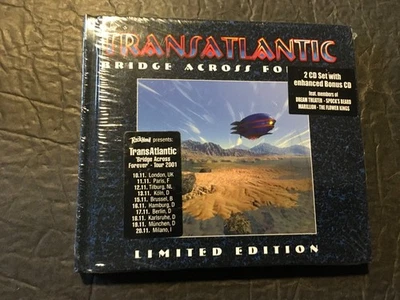 TRANSATLANTIC
BRIDGE ACROSS FO
2 CD Set with
enhanced Bonus CD
feat. members of
DREAM THEATER - SPOCK'S BEARD
MARILLION - THE FLOWER KINGS
presents:
TransAtlantic
"Bridge Across
Forever" - Tour 2001
10.11. London, UK
11.11. Paris, F
12.11. Tilburg, NL
13.11. Köln, D
15.11. Brussel, B
16.11. Hamburg, D
17.11. Berlin, D
18.11. Karlsruhe, D
19.11. München, D
20.11. Milano, I
LIMITED EDITION